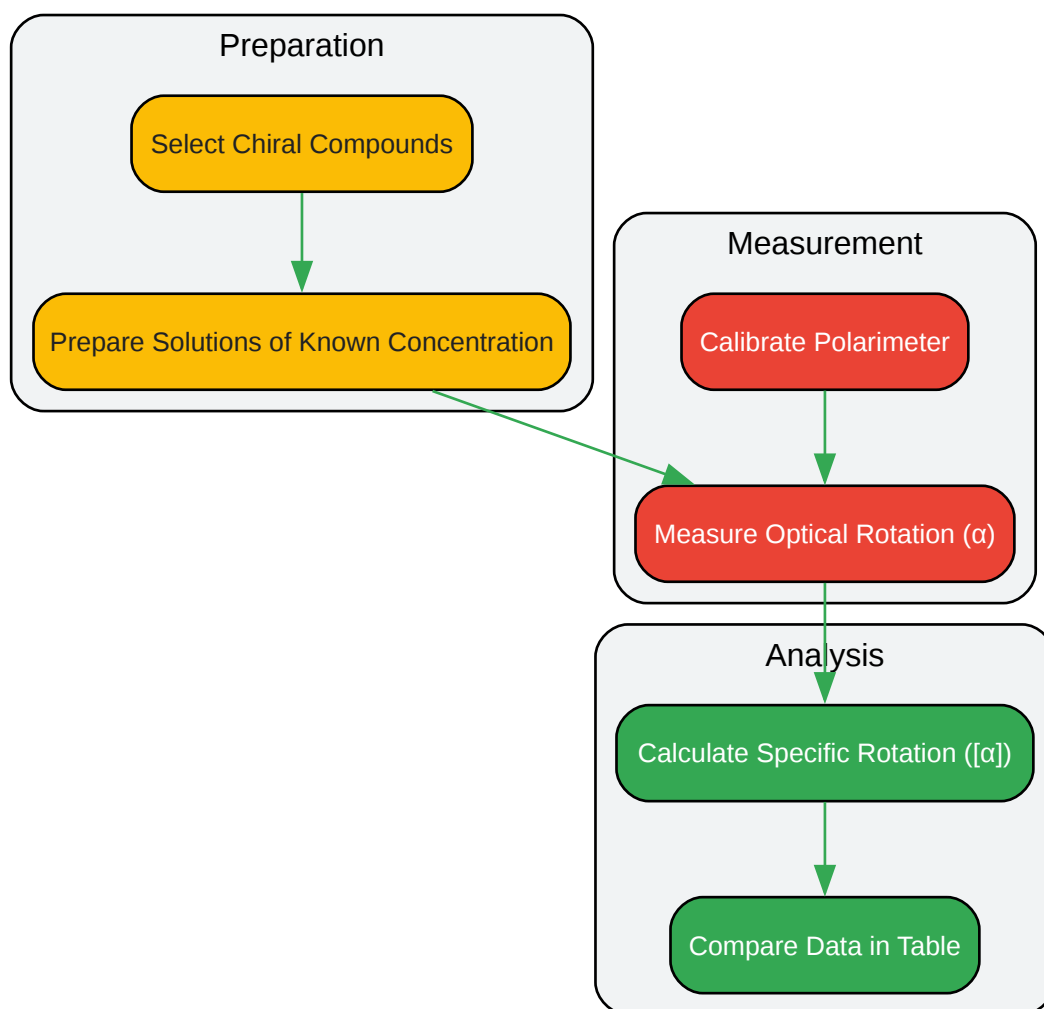 Preparation
Select Chiral Compounds
Prepare Solutions of Known Concentration
Measurement
Calibrate Polarimeter
Measure Optical Rotation (α)
Analysis
Calculate Specific Rotation ([α])
Compare Data in Table